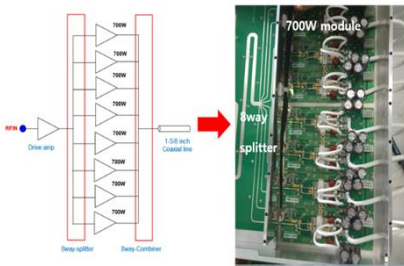 700W
700W
700W
700W
700W
700W
700W
700W
RFIN
Drive amp
1-5/8 inch
Coaxial line
8way-splitter
8way-Combiner
700W module
8way
splitter